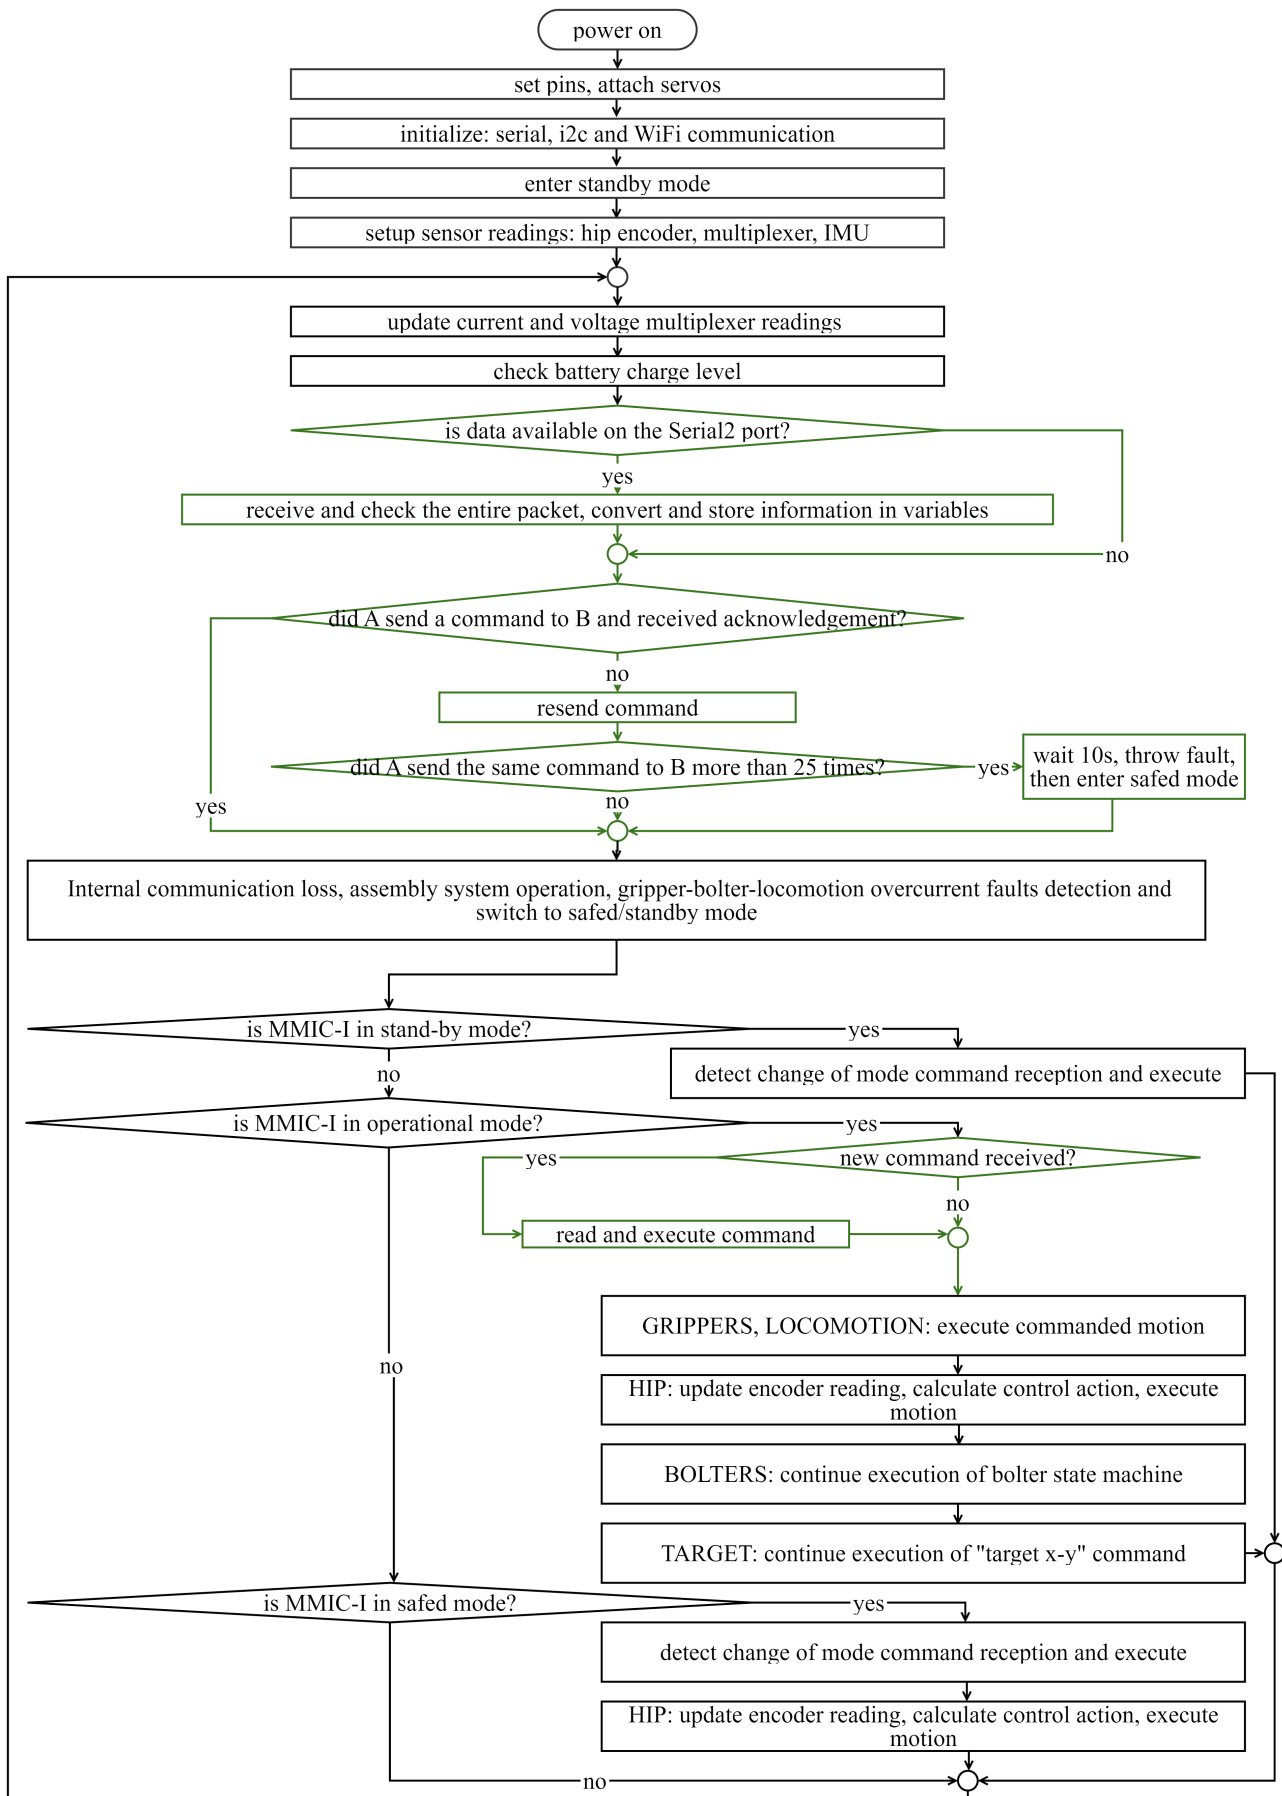 power on
set pins, attach servos
initialize: serial, i2c and WiFi communication
enter standby mode
setup sensor readings: hip encoder, multiplexer, IMU
update current and voltage multiplexer readings
check battery charge level
is data available on the Serial2 port?
yes
receive and check the entire packet, convert and store information in variables
no
did A send a command to B and received acknowledgement?
no
resend command
did A send the same command to B more than 25 times?
yes
wait 10s, throw fault,
then enter safed mode
no
yes
Internal communication loss, assembly system operation, gripper-bolter-locomotion overcurrent faults detection and
switch to safed/standby mode
is MMIC-I in stand-by mode?
yes
detect change of mode command reception and execute
no
is MMIC-I in operational mode?
yes
new command received?
yes
no
read and execute command
GRIPPERS, LOCOMOTION: execute commanded motion
HIP: update encoder reading, calculate control action, execute
motion
BOLTERS: continue execution of bolter state machine
TARGET: continue execution of "target x-y" command
no
is MMIC-I in safed mode?
yes
detect change of mode command reception and execute
HIP: update encoder reading, calculate control action, execute
motion
no